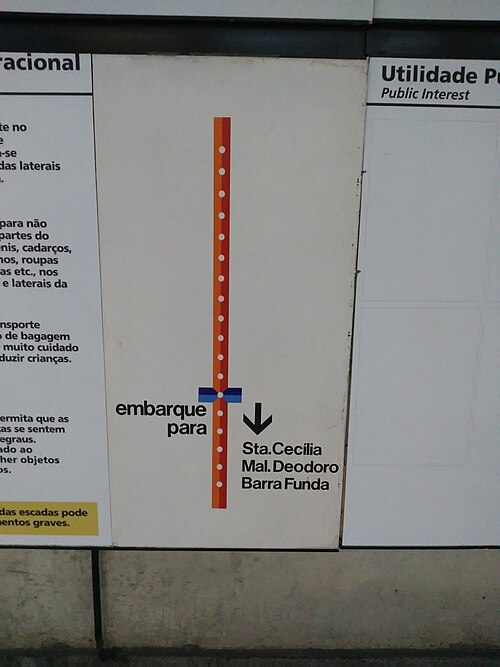 racional
te no
e
-se
das laterais
.
para não
partes do
nis, cadarços,
nos, roupas
as etc., nos
e laterais da
nsporte
o de bagagem
muito cuidado
duzir crianças.
ermita que as
as se sentem
egraus.
ado ao
her objetos
os.
das escadas pode
mentos graves.
embarque
para
Sta.Cecília
Mal.Deodoro
Barra Funda
Utilidade Pu
Public Interest